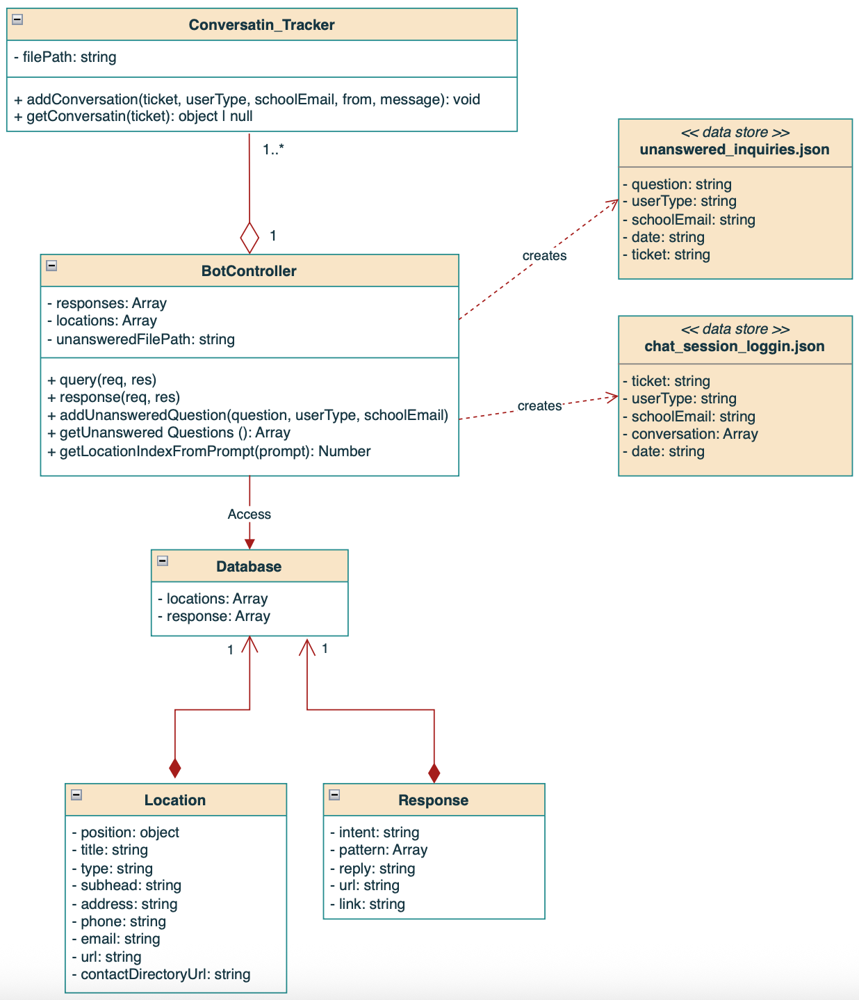 Conversatin_Tracker
- filePath: string
+ addConversation(ticket, userType, schoolEmail, from, message): void
+ getConversatin(ticket): object | null
1..*
1
BotController
- responses: Array
- locations: Array
- unansweredFilePath: string
+ query(req, res)
+ response(req, res)
+ addUnansweredQuestion(question, userType, schoolEmail)
+ getUnanswered Questions (): Array
+ getLocationIndexFromPrompt(prompt): Number
<< data store >>
unanswered_inquiries.json
- question: string
- userType: string
- schoolEmail: string
- date: string
- ticket: string
creates
<< data store >>
chat_session_loggin.json
- ticket: string
- userType: string
- schoolEmail: string
- conversation: Array
- date: string
creates
Access
Database
- locations: Array
- response: Array
1
1
Location
- position: object
- title: string
- type: string
- subhead: string
- address: string
- phone: string
- email: string
- url: string
- contactDirectoryUrl: string
Response
- intent: string
- pattern: Array
- reply: string
- url: string
- link: string